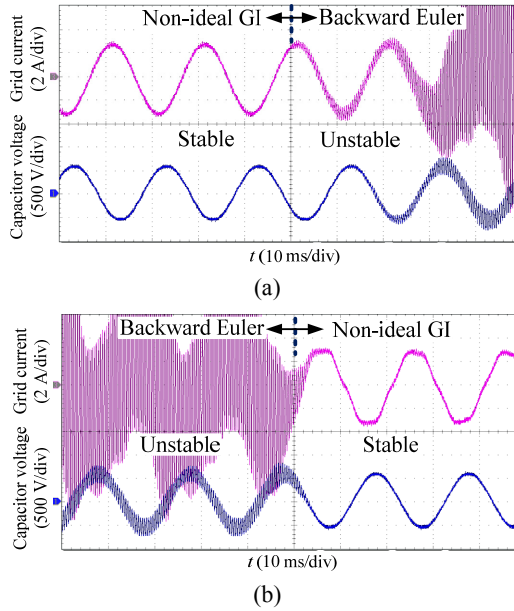 Non-ideal GI Backward Euler
Grid current
(2 A/div)
Stable Unstable
Capacitor voltage
(500 V/div)
t (10 ms/div)
(a)
Backward Euler Non-ideal GI
Grid current
(2 A/div)
Unstable Stable
Capacitor voltage
(500 V/div)
t (10 ms/div)
(b)